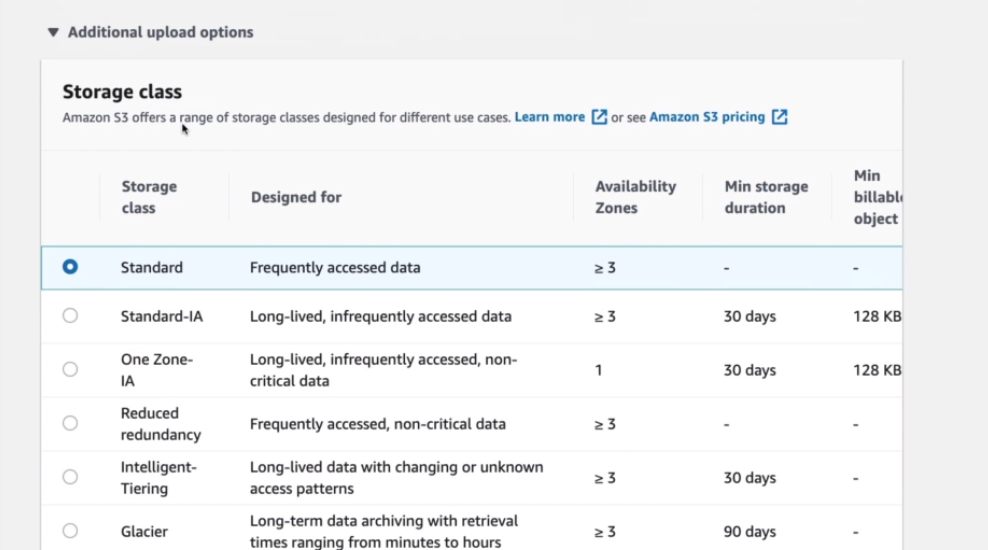 Additional upload options
Storage class
Amazon S3 offers a range of storage classes designed for different use cases. Learn more or see Amazon S3 pricing
Storage class Designed for Availability Zones Min storage duration Min billable object
Standard Frequently accessed data ≥ 3 - -
Standard-IA Long-lived, infrequently accessed data ≥ 3 30 days 128 KB
One Zone-IA Long-lived, infrequently accessed, non-critical data 1 30 days 128 KB
Reduced redundancy Frequently accessed, non-critical data ≥ 3 - -
Intelligent-Tiering Long-lived data with changing or unknown access patterns ≥ 3 30 days -
Glacier Long-term data archiving with retrieval times ranging from minutes to hours ≥ 3 90 days -